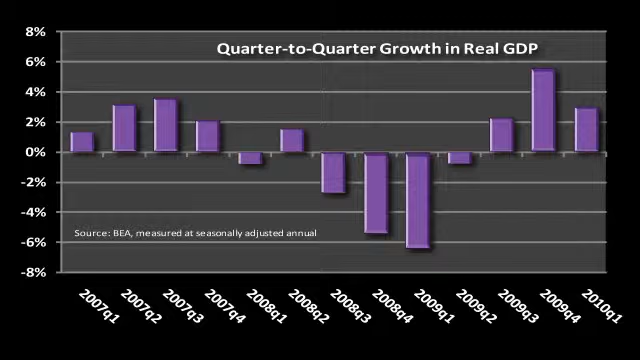 Quarter-to-Quarter Growth in Real GDP
8%
6%
4%
2%
0%
-2%
-4%
-6%
-8%
Source: BEA, measured at seasonally adjusted annual
2007q1
2007q2
2007q3
2007q4
2008q1
2008q2
2008q3
2008q4
2009q1
2009q2
2009q3
2009q4
2010q1